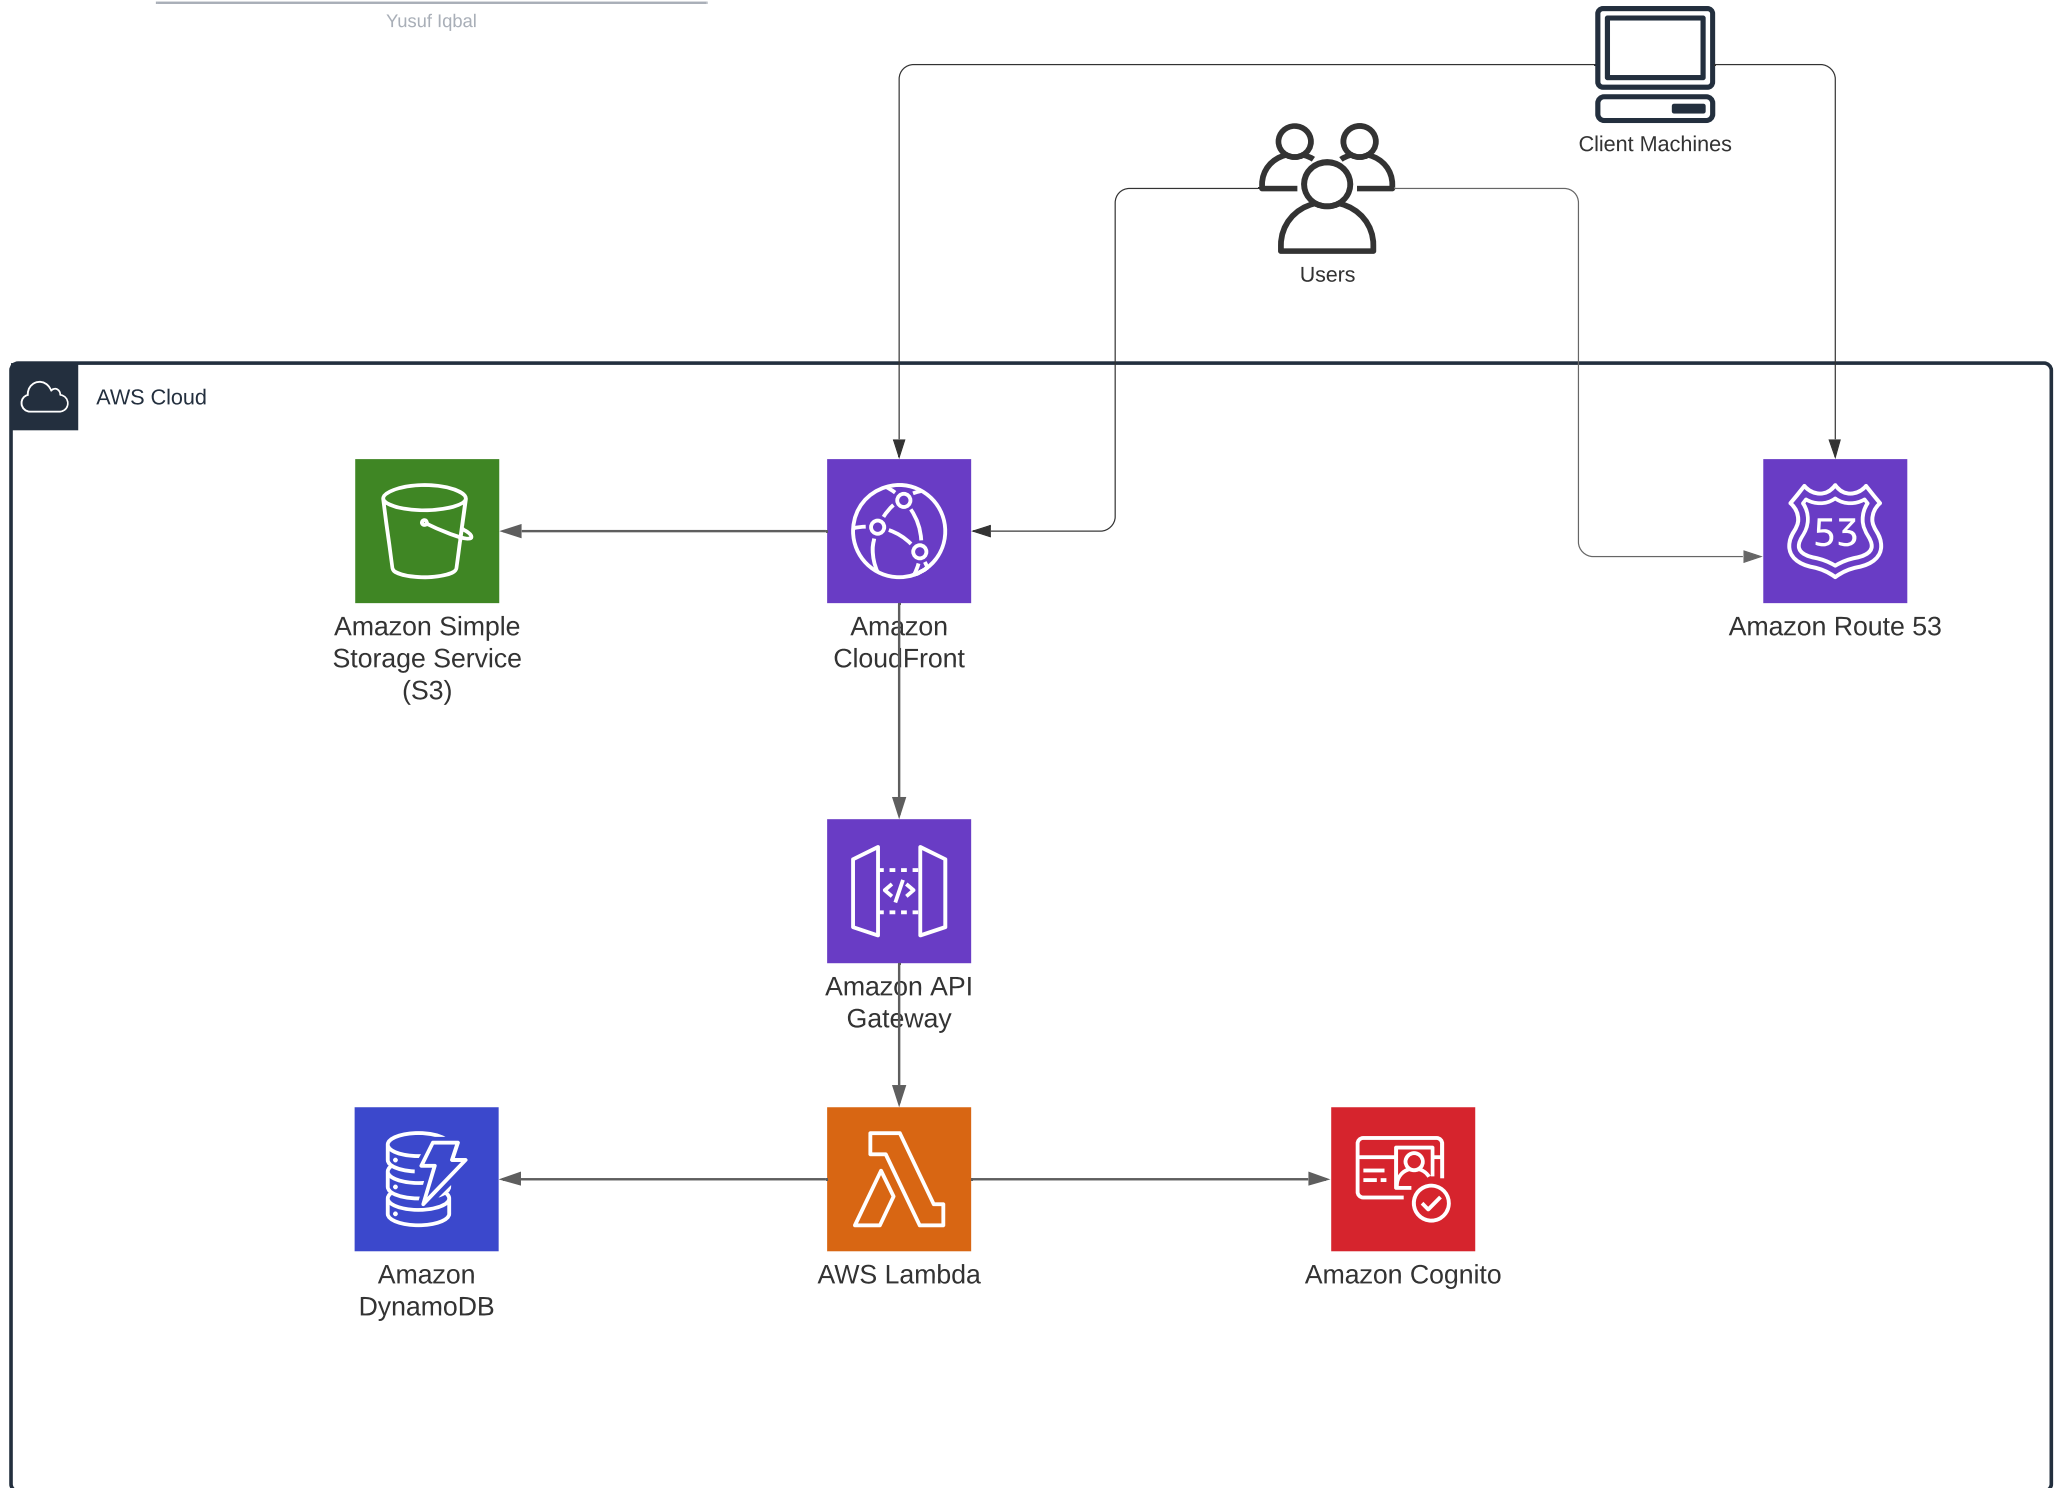 Yusuf Iqbal
Client Machines
Users
AWS Cloud
Amazon Simple
Storage Service
(S3)
Amazon
CloudFront
53
Amazon Route 53
</>
Amazon API
Gateway
Amazon
DynamoDB
AWS Lambda
Amazon Cognito